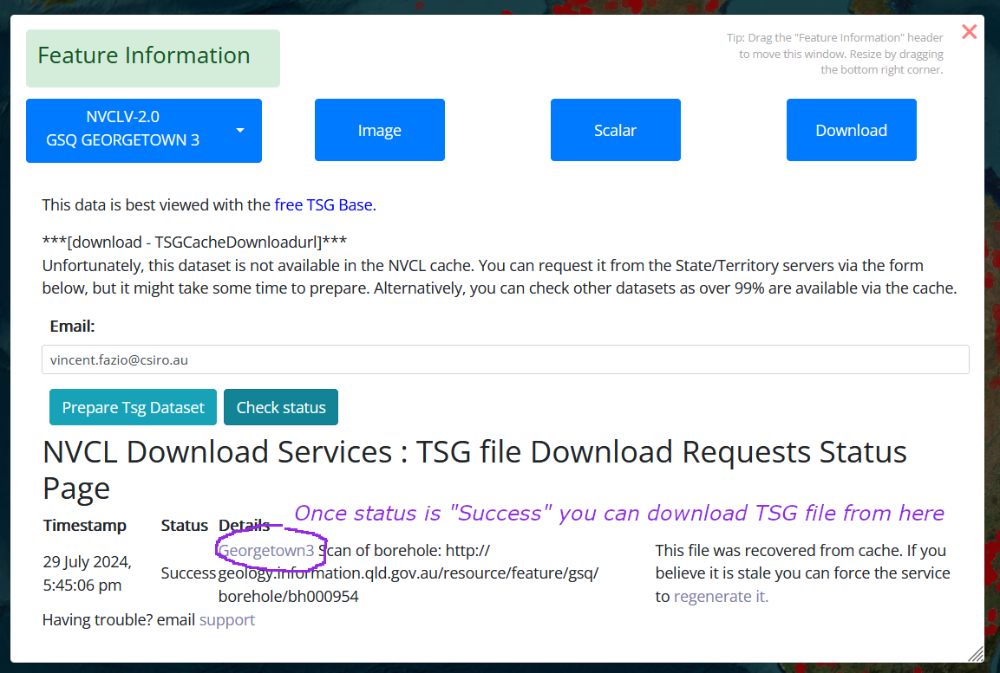 Feature Information
Tip: Drag the "Feature Information" header
to move this window. Resize by dragging
the bottom right corner.
NVCLV-2.0
GSQ GEORGETOWN 3
Image
Scalar
Download
This data is best viewed with the free TSG Base.
***[download - TSGCacheDownloadurl]***
Unfortunately, this dataset is not available in the NVCL cache. You can request it from the State/Territory servers via the form
below, but it might take some time to prepare. Alternatively, you can check other datasets as over 99% are available via the cache.
Email:
vincent.fazio@csiro.au
Prepare Tsg Dataset
Check status
NVCL Download Services : TSG file Download Requests Status
Page
Once status is "Success" you can download TSG file from here
Timestamp Status Details
29 July 2024,
5:45:06 pm
Success
Georgetown3 Scan of borehole: http://
geology.information.qld.gov.au/resource/feature/gsq/
borehole/bh000954
This file was recovered from cache. If you
believe it is stale you can force the service
to regenerate it.
Having trouble? email support